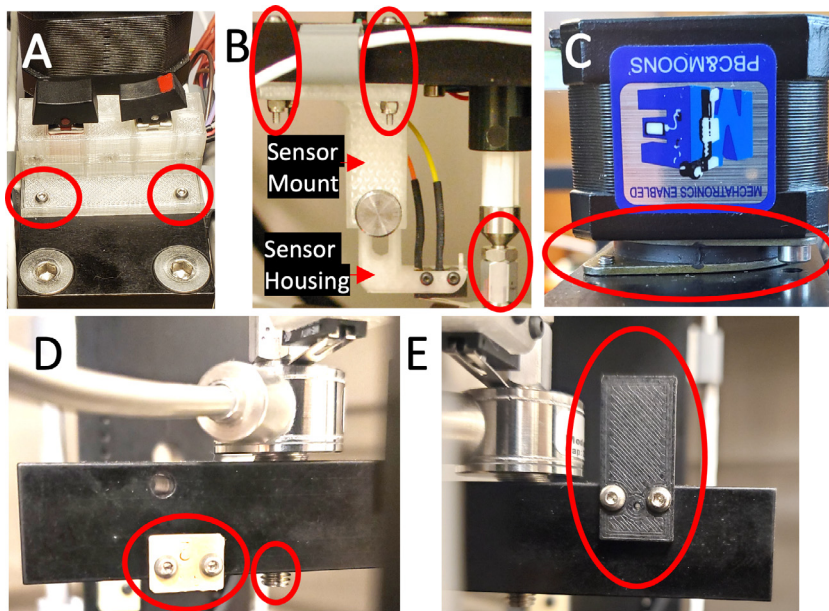 A
B
C
Sensor
Mount
Sensor
Housing
PBC&MOONS'
MECHATRONICS ENABLED
D
E